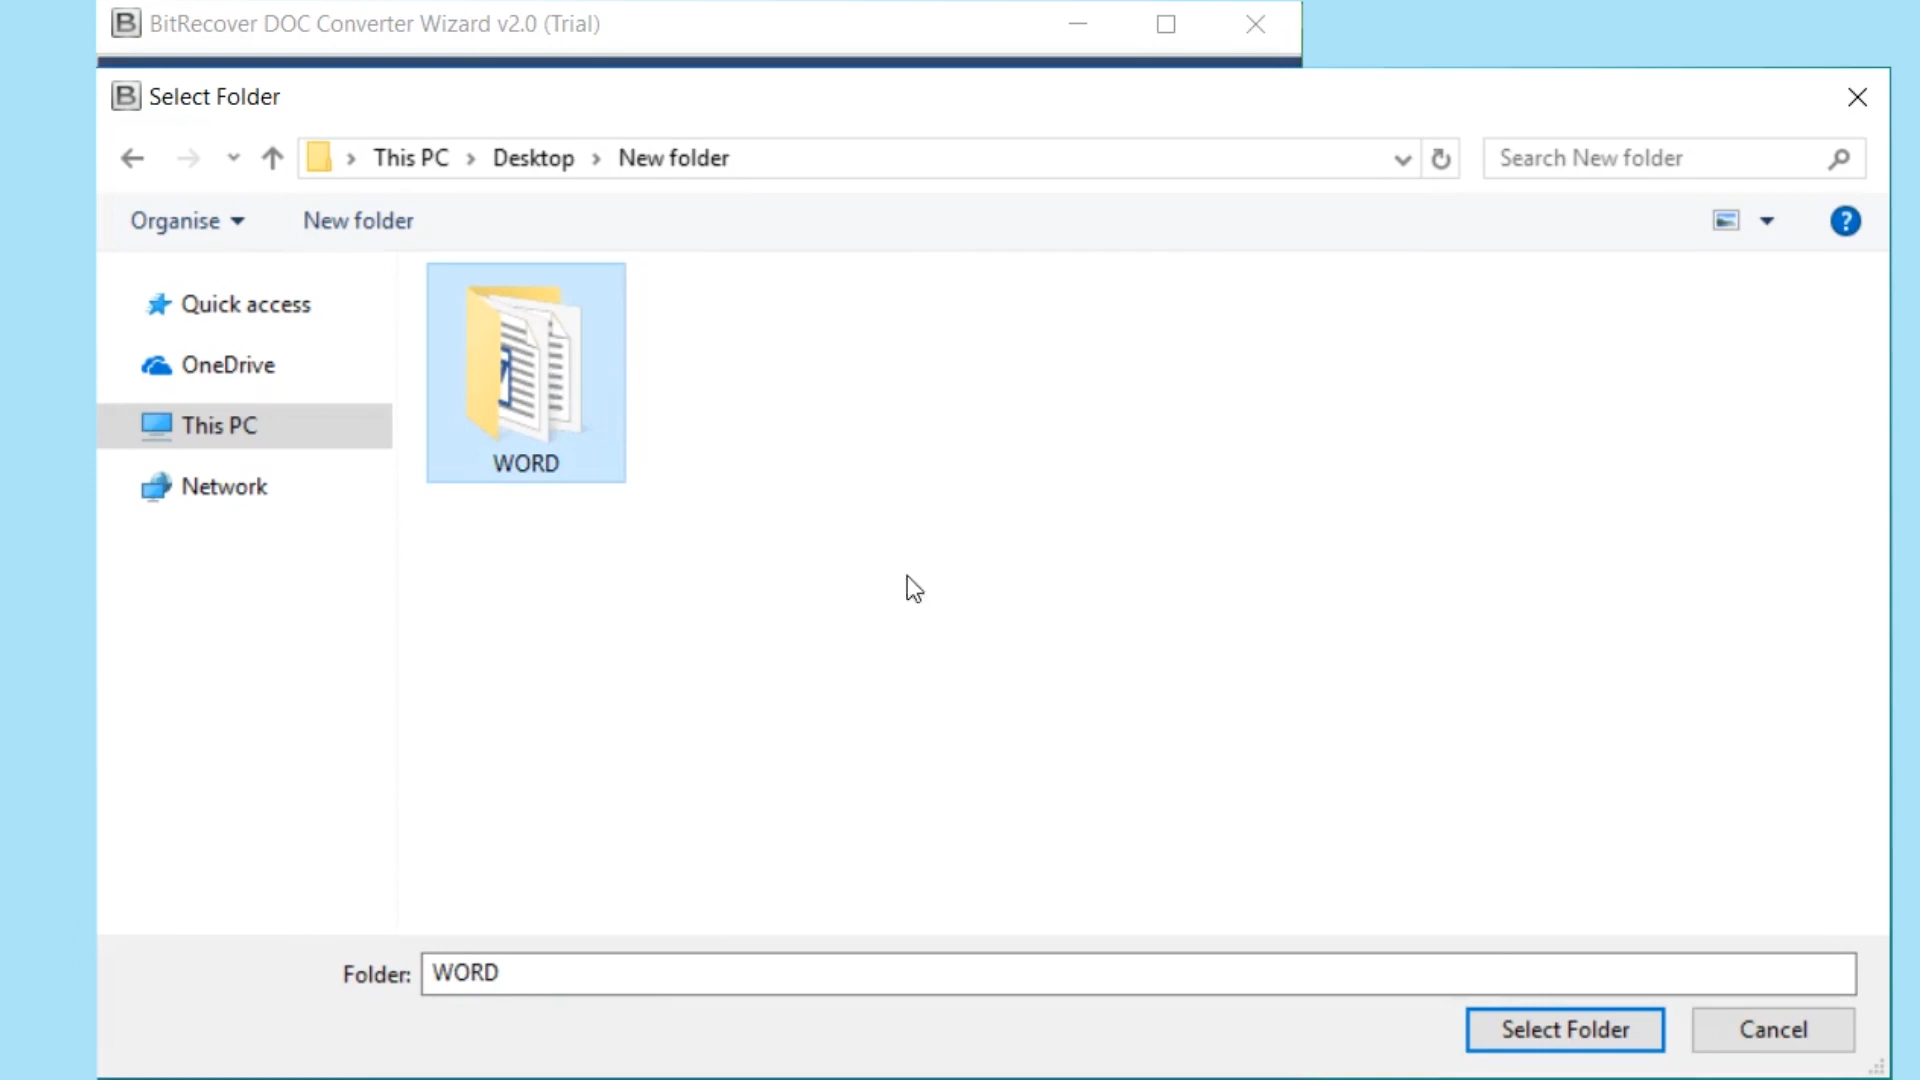 BitRecover DOC Converter Wizard v2.0 (Trial)
Select Folder
This PC > Desktop > New folder
Search New folder
Organise
New folder
Quick access
OneDrive
This PC
Network
WORD
Folder: WORD
Select Folder
Cancel